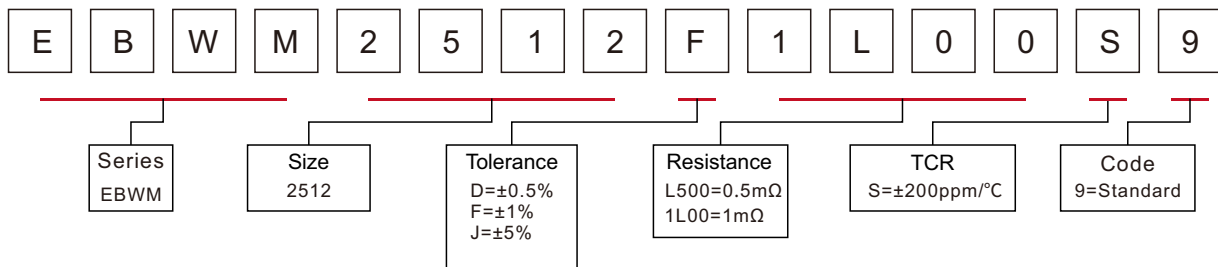 E B W M 2 5 1 2 F 1 L 0 0 S 9
Series
EBWM
Size
2512
Tolerance
D=±0.5%
F=±1%
J=±5%
Resistance
L500=0.5mΩ
1L00=1mΩ
TCR
S=±200ppm/℃
Code
9=Standard